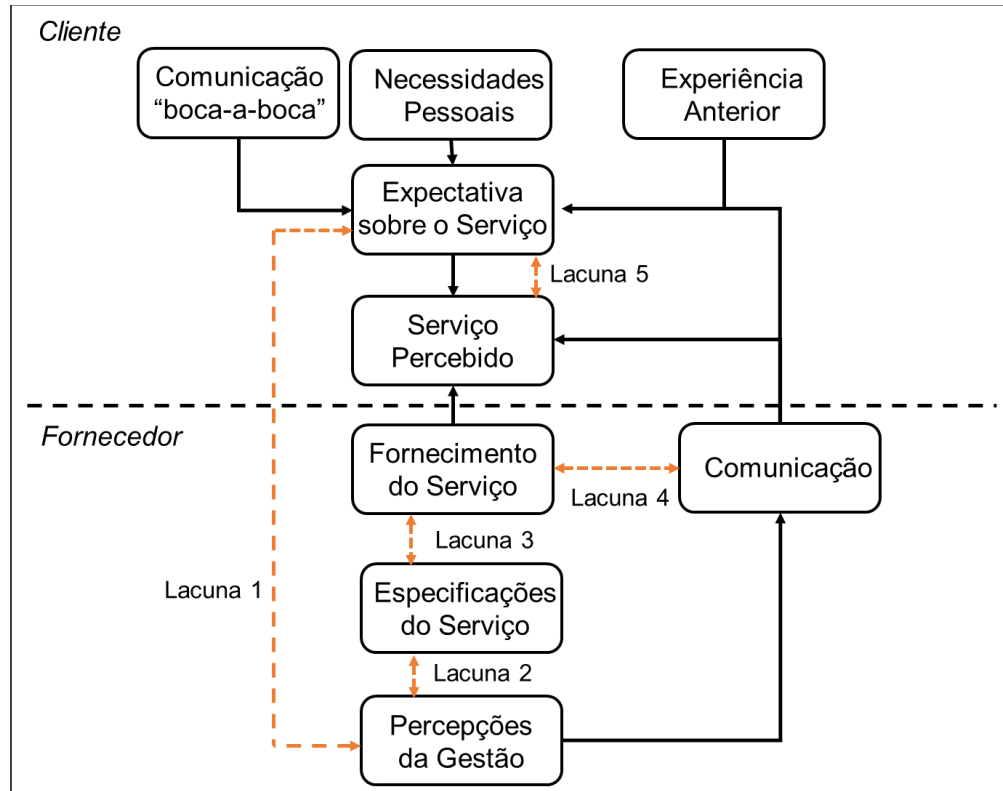 Cliente
Comunicação
“boca-a-boca”
Necessidades
Pessoais
Experiência
Anterior
Expectativa
sobre o Serviço
Lacuna 5
Serviço
Percebido
Fornecedor
Fornecimento
do Serviço
Comunicação
Lacuna 4
Lacuna 3
Lacuna 1
Especificações
do Serviço
Lacuna 2
Percepções
da Gestão